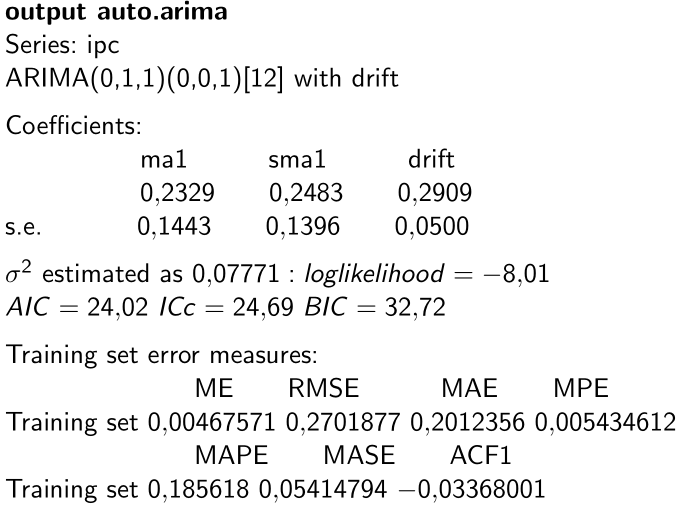 output auto.arima
Series: ipc
ARIMA(0,1,1)(0,0,1)[12] with drift
Coefficients:
ma1 sma1 drift
0,2329 0,2483 0,2909
s.e. 0,1443 0,1396 0,0500
σ² estimated as 0,07771 : loglikelihood = −8,01
AIC = 24,02 ICc = 24,69 BIC = 32,72
Training set error measures:
ME RMSE MAE MPE
Training set 0,00467571 0,2701877 0,2012356 0,005434612
MAPE MASE ACF1
Training set 0,185618 0,05414794 −0,03368001